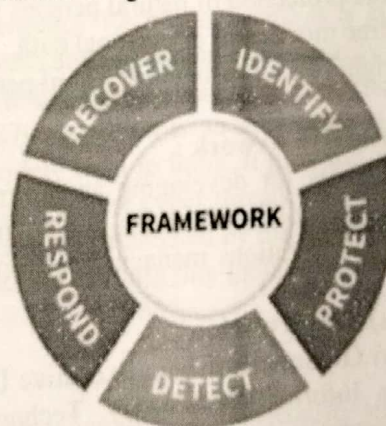 IDENTIFY
PROTECT
DETECT
RESPOND
RECOVER
FRAMEWORK